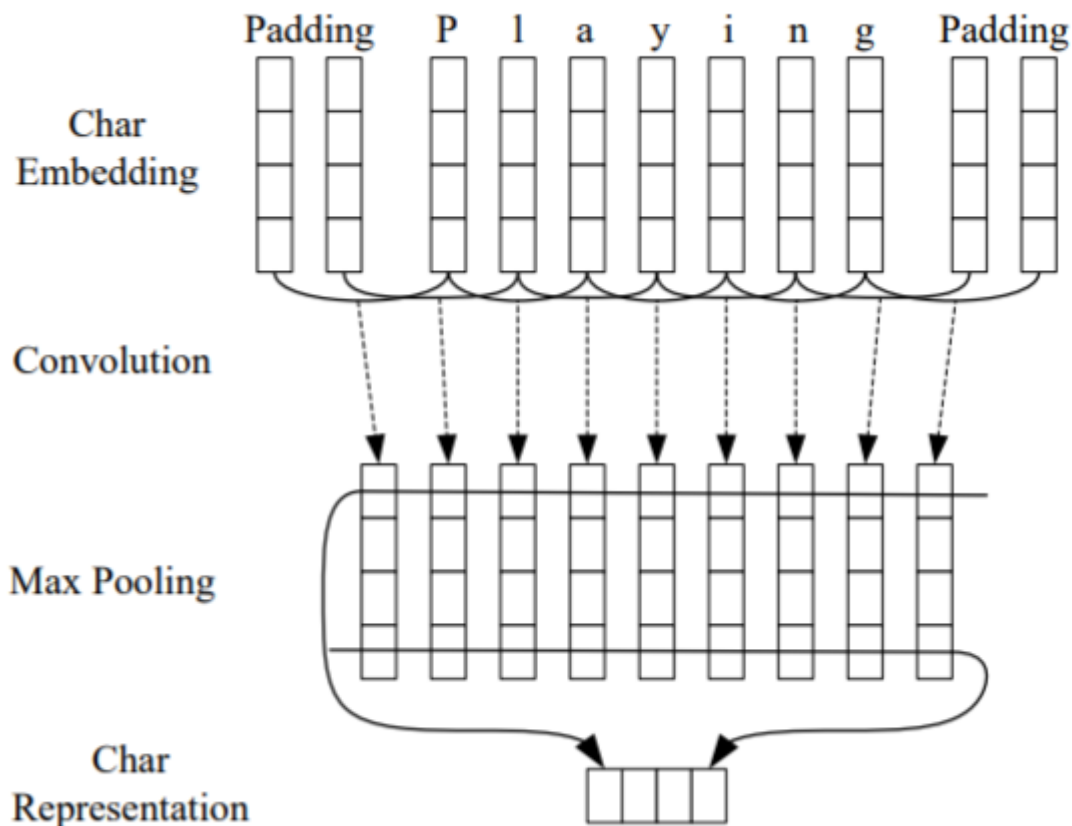 Padding P l a y i n g Padding
Char
Embedding
Convolution
Max Pooling
Char
Representation